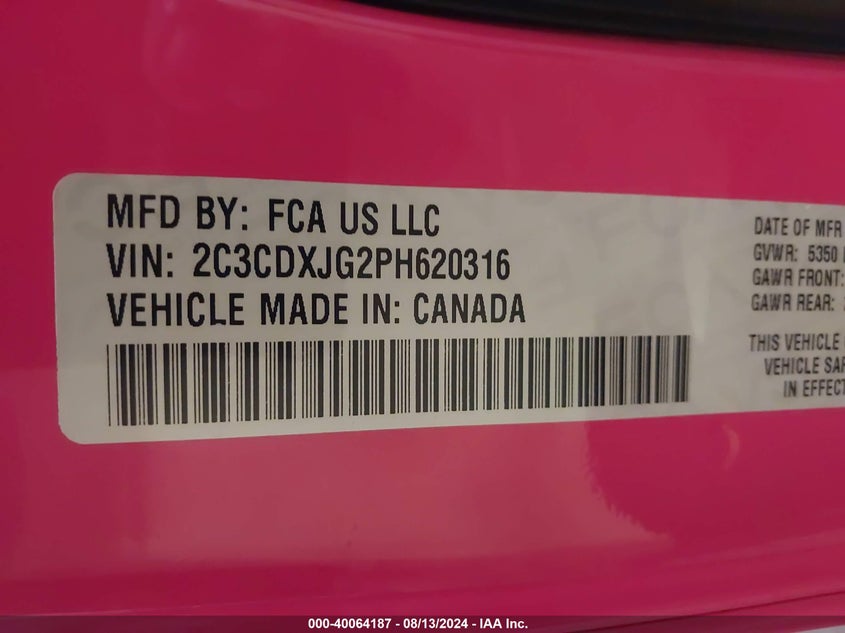 MFD BY: FCA US LLC
VIN: 2C3CDXJG2PH620316
VEHICLE MADE IN: CANADA
DATE OF MFR
GVWR: 5350
GAWR FRONT:
GAWR REAR:
THIS VEHICLE
VEHICLE SAF
IN EFFECT
000-40064187 - 08/13/2024 - IAA Inc.